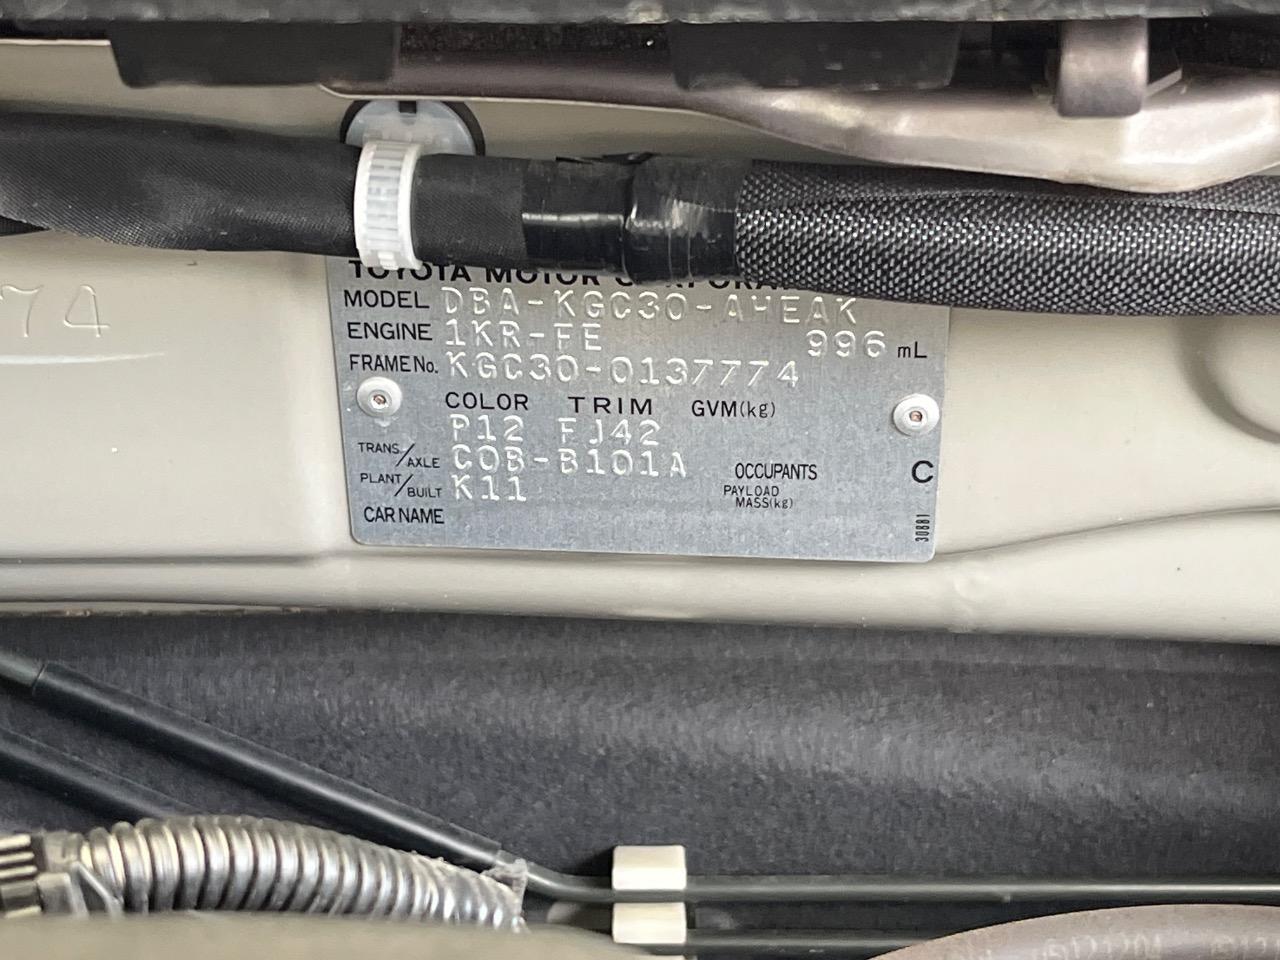 TOYOTA MOTOR CORPORA
MODEL DBA-KGC30-AHEAK
ENGINE 1KR-FE 996 mL
FRAME No. KGC30-0137774
COLOR TRIM GVM(kg)
P12 FJ42
TRANS/AXLE C0B-B101A OCCUPANTS C
PLANT/BUILT K11 PAYLOAD MASS(kg)
CAR NAME
30881
74